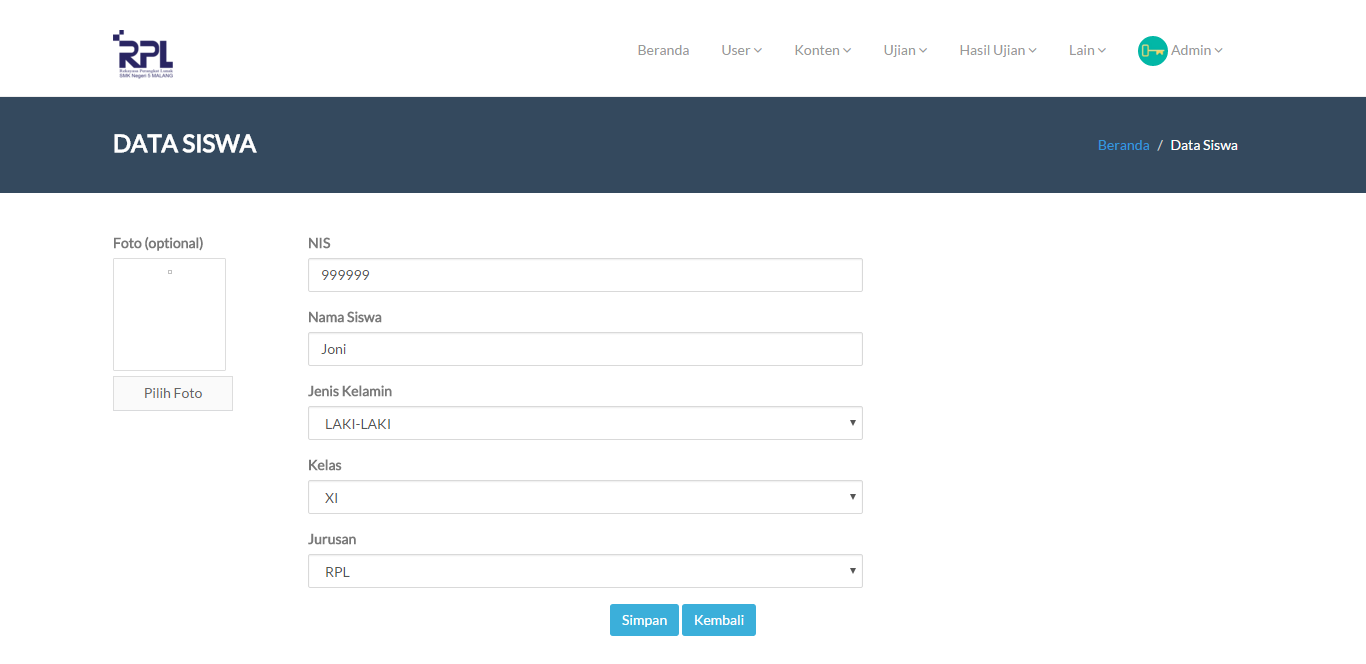 RPL
Rekayasa Perangkat Lunak
SMK Negeri 5 MALANG
Beranda User Konten Ujian Hasil Ujian Lain Admin
DATA SISWA
Beranda / Data Siswa
Foto (optional)
Pilih Foto
NIS
999999
Nama Siswa
Joni
Jenis Kelamin
LAKI-LAKI
Kelas
XI
Jurusan
RPL
Simpan Kembali